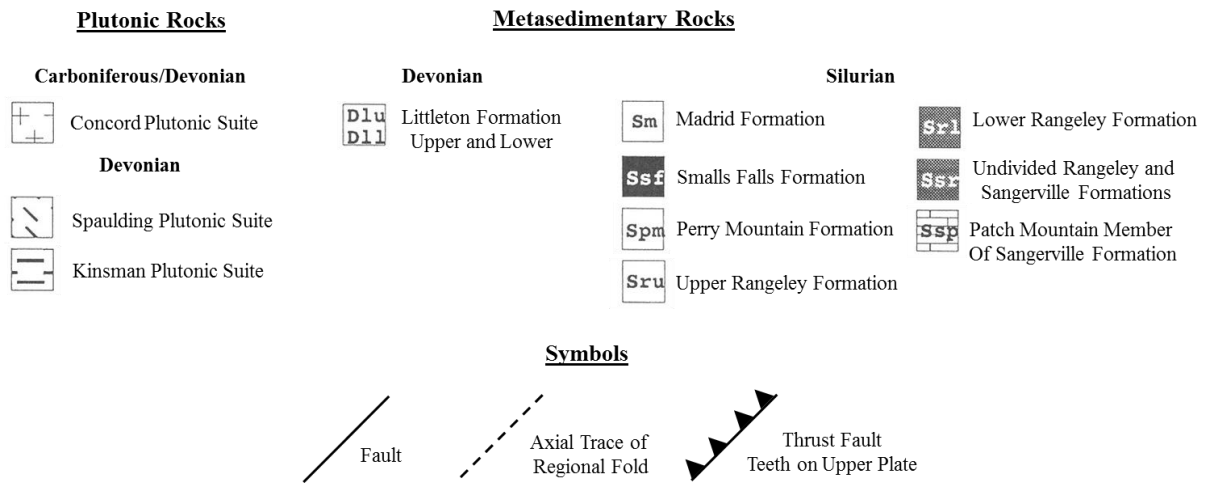 Plutonic Rocks
Metasedimentary Rocks
Carboniferous/Devonian
Devonian
Silurian
Concord Plutonic Suite
Devonian
Spaulding Plutonic Suite
Kinsman Plutonic Suite
Dlu
Dll
Littleton Formation
Upper and Lower
Sm
Madrid Formation
Ssf
Smalls Falls Formation
Spm
Perry Mountain Formation
Sru
Upper Rangeley Formation
Srl
Lower Rangeley Formation
Ssr
Undivided Rangeley and
Sangerville Formations
Ssp
Patch Mountain Member
Of Sangerville Formation
Symbols
Fault
Axial Trace of
Regional Fold
Thrust Fault
Teeth on Upper Plate